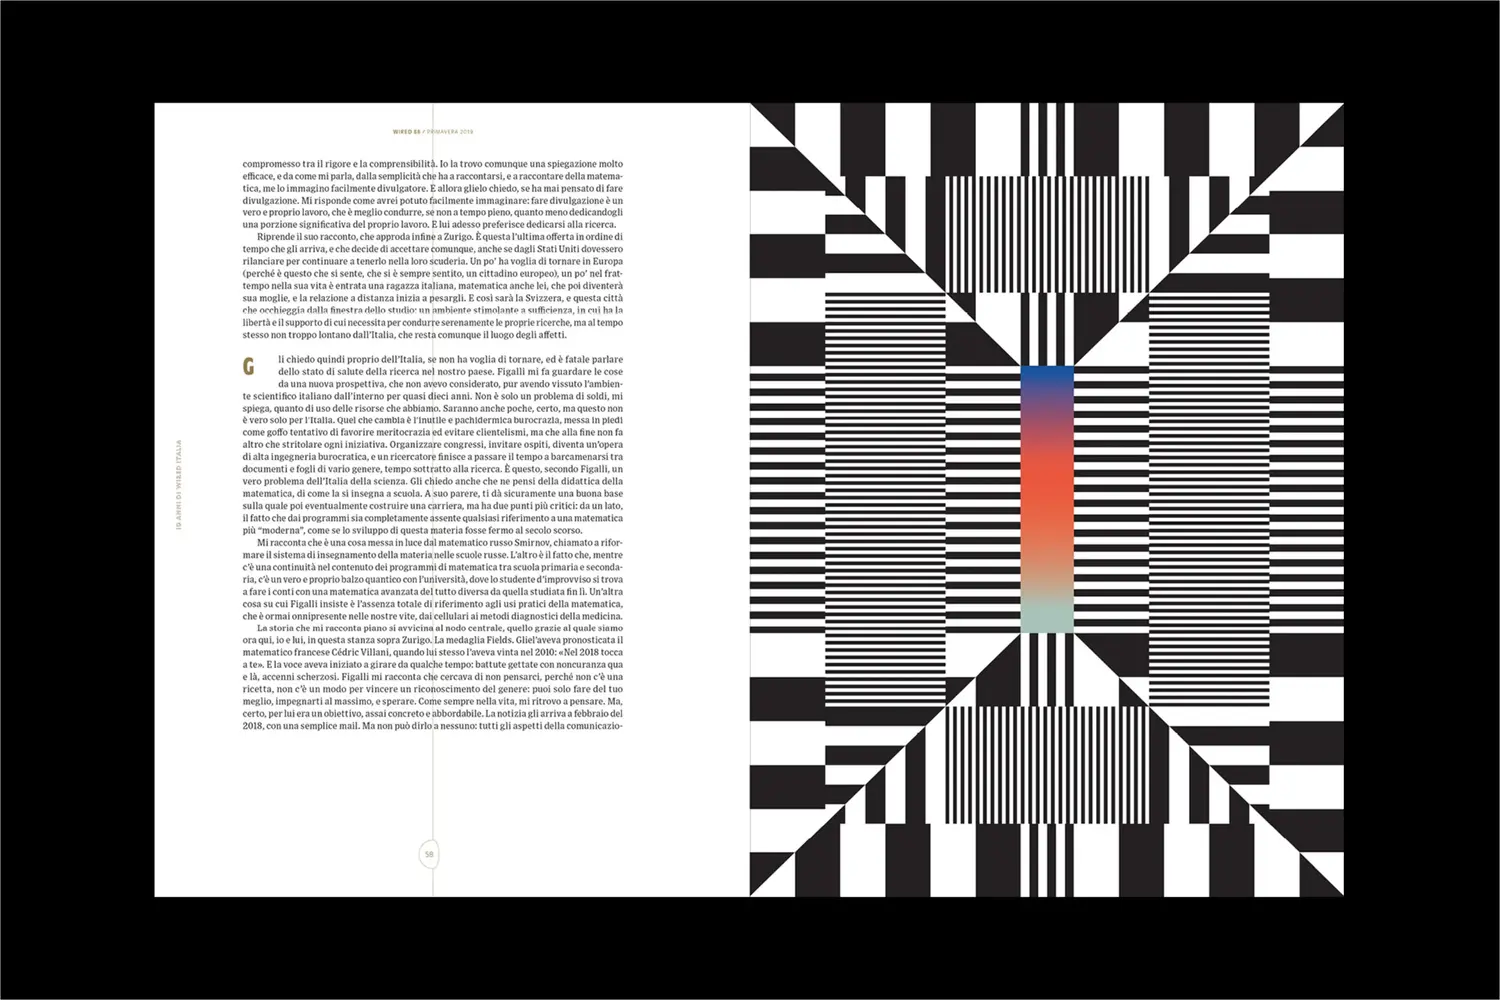 WIRED 88 / PRIMAVERA 2019
compromesso tra il rigore e la comprensibilità. Io la trovo comunque una spiegazione molto
efficace, e da come mi parla, dalla semplicità che ha a raccontarsi, e a raccontare della matema-
tica, me lo immagino facilmente divulgatore. E allora glielo chiedo, se ha mai pensato di fare
divulgazione. Mi risponde come avrei potuto facilmente immaginare: fare divulgazione è un
vero e proprio lavoro, che è meglio condurre, se non a tempo pieno, quanto meno dedicandogli
una porzione significativa del proprio lavoro. E lui adesso preferisce dedicarsi alla ricerca.
Riprende il suo racconto, che approda infine a Zurigo. È questa l'ultima offerta in ordine di
tempo che gli arriva, e che decide di accettare comunque, anche se dagli Stati Uniti dovessero
rilanciare per continuare a tenerlo nella loro scuderia. Un po' ha voglia di tornare in Europa
(perché è questo che si sente, che si è sempre sentito, un cittadino europeo), un po' nel frat-
tempo nella sua vita è entrata una ragazza italiana, matematica anche lei, che poi diventerà
sua moglie, e la relazione a distanza inizia a pesargli. E così sarà la Svizzera, e questa città
che occhieggia dalla finestra dello studio: un ambiente stimolante a sufficienza, in cui ha la
libertà e il supporto di cui necessita per condurre serenamente le proprie ricerche, ma al tempo
stesso non troppo lontano dall'Italia, che resta comunque il luogo degli affetti.
G li chiedo quindi proprio dell'Italia, se non ha voglia di tornare, ed è fatale parlare
dello stato di salute della ricerca nel nostro paese. Figalli mi fa guardare le cose
da una nuova prospettiva, che non avevo considerato, pur avendo vissuto l'ambien-
te scientifico italiano dall'interno per quasi dieci anni. Non è solo un problema di soldi, mi
spiega, quanto di uso delle risorse che abbiamo. Saranno anche poche, certo, ma questo non
è vero solo per l'Italia. Quel che cambia è l'inutile e pachidermica burocrazia, messa in piedi
come goffo tentativo di favorire meritocrazia ed evitare clientelismi, ma che alla fine non fa
altro che stritolare ogni iniziativa. Organizzare congressi, invitare ospiti, diventa un'opera
di alta ingegneria burocratica, e un ricercatore finisce a passare il tempo a barcamenarsi tra
documenti e fogli di vario genere, tempo sottratto alla ricerca. È questo, secondo Figalli, un
vero problema dell'Italia della scienza. Gli chiedo anche che ne pensi della didattica della
matematica, di come la si insegna a scuola. A suo parere, ti dà sicuramente una buona base
sulla quale poi eventualmente costruire una carriera, ma ha due punti più critici: da un lato,
il fatto che dai programmi sia completamente assente qualsiasi riferimento a una matematica
più "moderna", come se lo sviluppo di questa materia fosse fermo al secolo scorso.
Mi racconta che è una cosa messa in luce dal matematico russo Smirnov, chiamato a rifor-
mare il sistema di insegnamento della materia nelle scuole russe. L'altro è il fatto che, mentre
c'è una continuità nel contenuto dei programmi di matematica tra scuola primaria e seconda-
ria, c'è un vero e proprio balzo quantico con l'università, dove lo studente d'improvviso si trova
a fare i conti con una matematica avanzata del tutto diversa da quella studiata fin lì. Un'altra
cosa su cui Figalli insiste è l'assenza totale di riferimento agli usi pratici della matematica,
che è ormai onnipresente nelle nostre vite, dai cellulari ai metodi diagnostici della medicina.
La storia che mi racconta piano si avvicina al nodo centrale, quello grazie al quale siamo
ora qui, io e lui, in questa stanza sopra Zurigo. La medaglia Fields. Gliel'aveva pronosticata il
matematico francese Cédric Villani, quando lui stesso l'aveva vinta nel 2010: «Nel 2018 tocca
a te». E la voce aveva iniziato a girare da qualche tempo: battute gettate con noncuranza qua
e là, accenni scherzosi. Figalli mi racconta che cercava di non pensarci, perché non c'è una
ricetta, non c'è un modo per vincere un riconoscimento del genere: puoi solo fare del tuo
meglio, impegnarti al massimo, e sperare. Come sempre nella vita, mi ritrovo a pensare. Ma,
certo, per lui era un obiettivo, assai concreto e abbordabile. La notizia gli arriva a febbraio del
2018, con una semplice mail. Ma non può dirlo a nessuno: tutti gli aspetti della comunicazio-
10 ANNI DI WIRED ITALIA
58